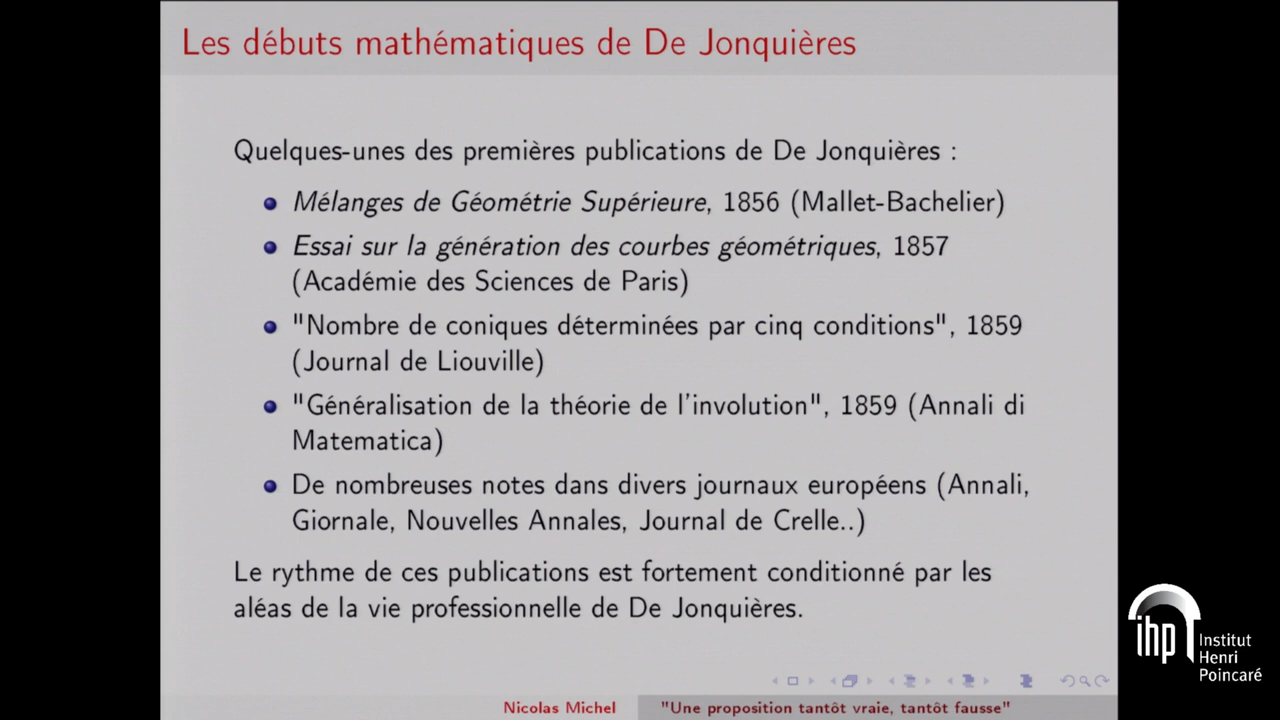 Les débuts mathématiques de De Jonquières
Quelques-unes des premières publications de De Jonquières :
Mélanges de Géométrie Supérieure, 1856 (Mallet-Bachelier)
Essai sur la génération des courbes géométriques, 1857
(Académie des Sciences de Paris)
"Nombre de coniques déterminées par cinq conditions", 1859
(Journal de Liouville)
"Généralisation de la théorie de l'involution", 1859 (Annali di
Matematica)
De nombreuses notes dans divers journaux européens (Annali,
Giornale, Nouvelles Annales, Journal de Crelle..)
Le rythme de ces publications est fortement conditionné par les
aléas de la vie professionnelle de De Jonquières.
ihp Institut
Henri
Poincaré
Nicolas Michel "Une proposition tantôt vraie, tantôt fausse"